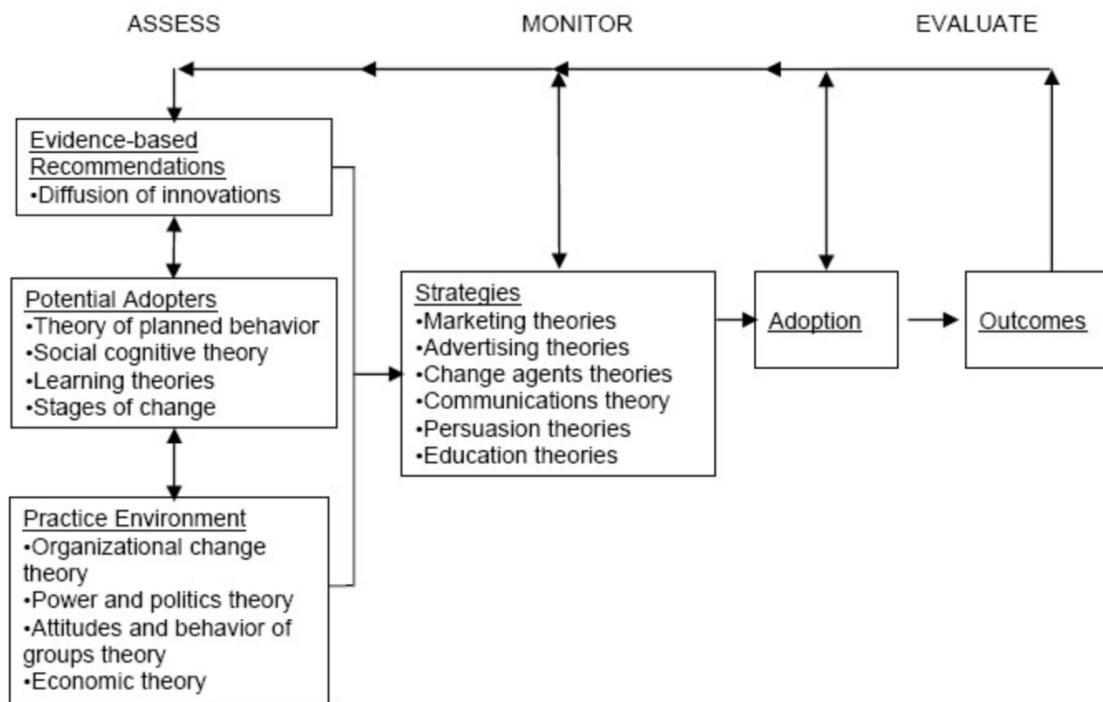 ASSESS
MONITOR
EVALUATE
Evidence-based
Recommendations
•Diffusion of innovations
Potential Adopters
•Theory of planned behavior
•Social cognitive theory
•Learning theories
•Stages of change
Practice Environment
•Organizational change
theory
•Power and politics theory
•Attitudes and behavior of
groups theory
•Economic theory
Strategies
•Marketing theories
•Advertising theories
•Change agents theories
•Communications theory
•Persuasion theories
•Education theories
Adoption
Outcomes